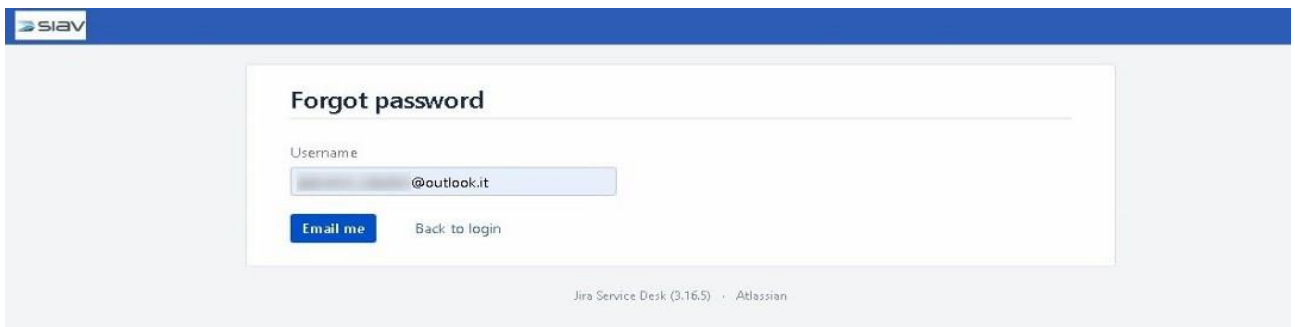 SIAV
Forgot password
Username
@outlook.it
Email me Back to login
Jira Service Desk (3.16.5) · Atlassian